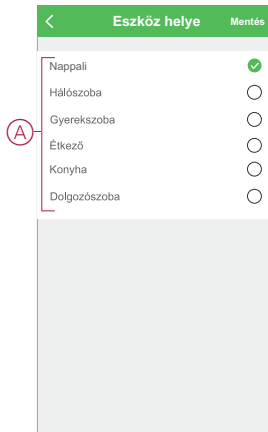 Eszköz helye Mentés
Nappali
Hálószoba
Gyerekszoba
A
Étkező
Konyha
Dolgozószoba